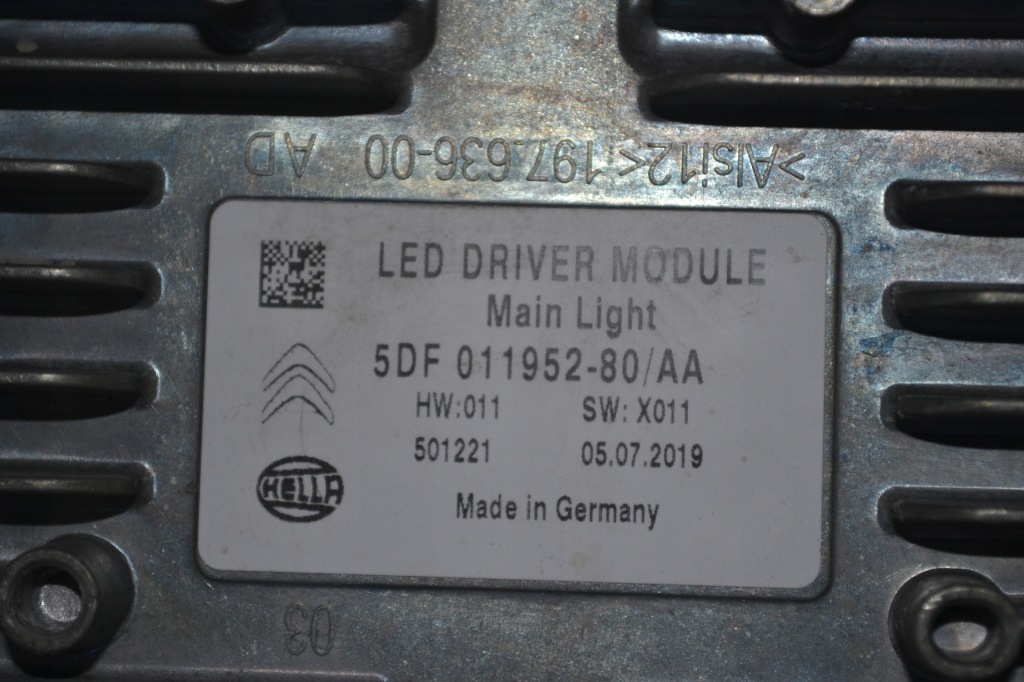 >Alsi12< 197.636-00 AD
LED DRIVER MODULE
Main Light
5DF 011952-80/AA
HW:011 SW: X011
501221 05.07.2019
HELLA
Made in Germany
03